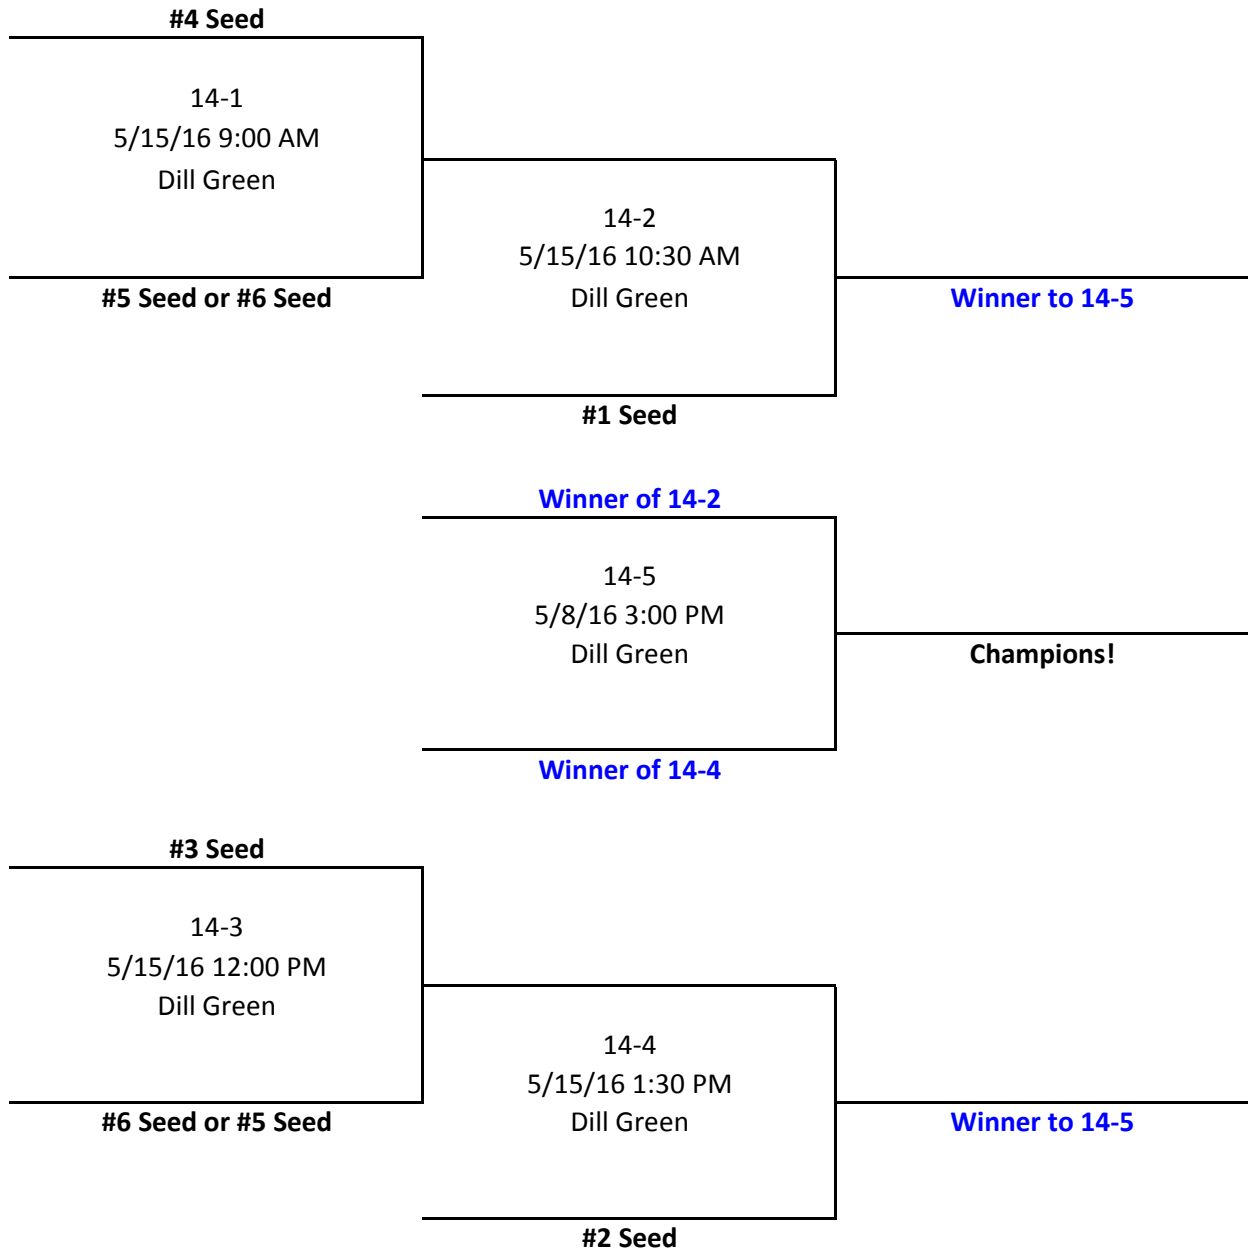 #4 Seed
14-1
5/15/16 9:00 AM
Dill Green
#5 Seed or #6 Seed
14-2
5/15/16 10:30 AM
Dill Green
#1 Seed
Winner to 14-5
Winner of 14-2
14-5
5/8/16 3:00 PM
Dill Green
Winner of 14-4
Champions!
#3 Seed
14-3
5/15/16 12:00 PM
Dill Green
#6 Seed or #5 Seed
14-4
5/15/16 1:30 PM
Dill Green
#2 Seed
Winner to 14-5